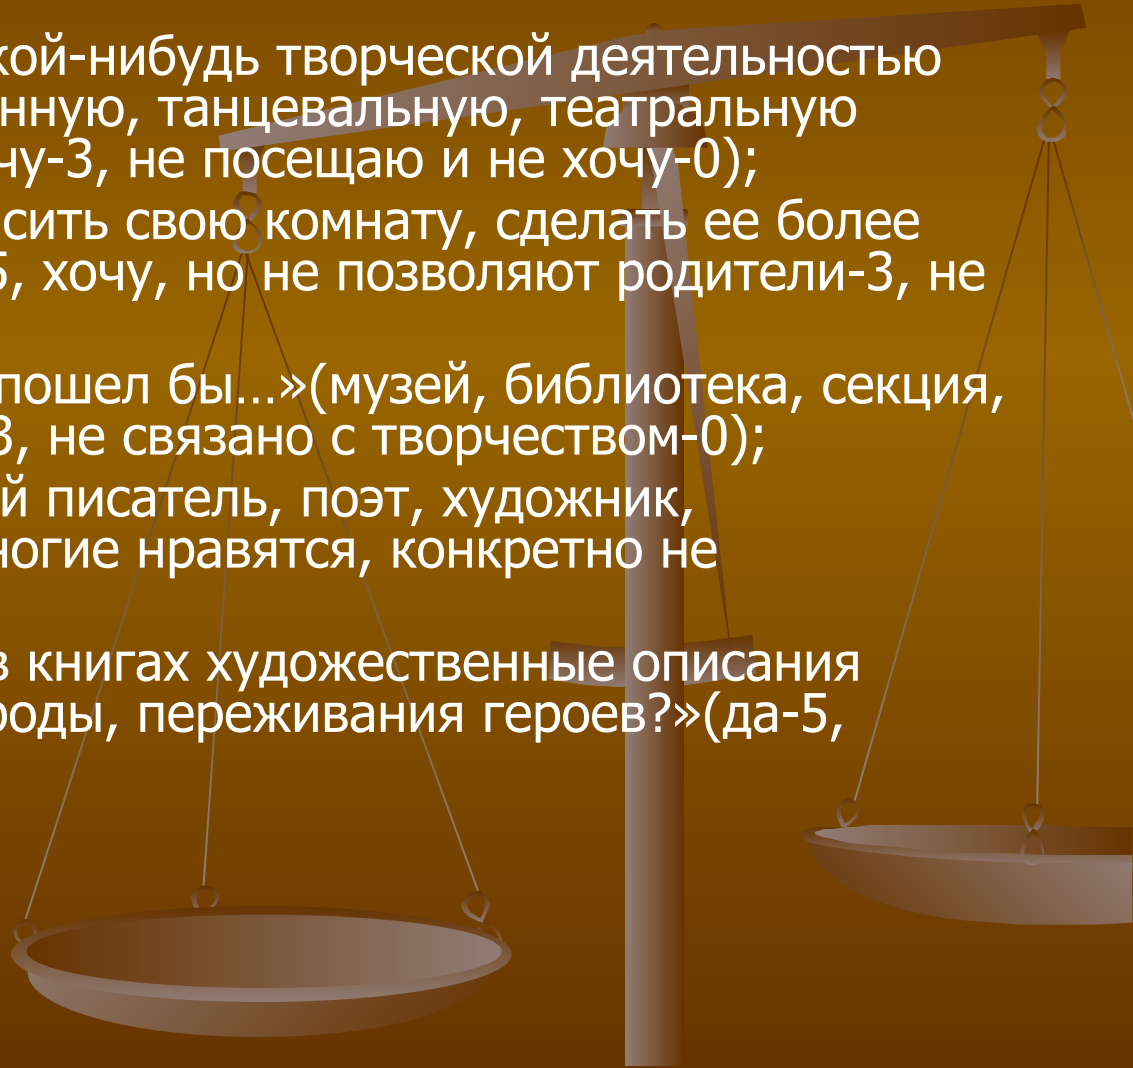 кой-нибудь творческой деятельностью
нную, танцевальную, театральную
чу-3, не посещаю и не хочу-0);
сить свою комнату, сделать ее более
5, хочу, но не позволяют родители-3, не
пошел бы...»(музей, библиотека, секция,
3, не связано с творчеством-0);
й писатель, поэт, художник,
ногие нравятся, конкретно не
в книгах художественные описания
роды, переживания героев?»(да-5,